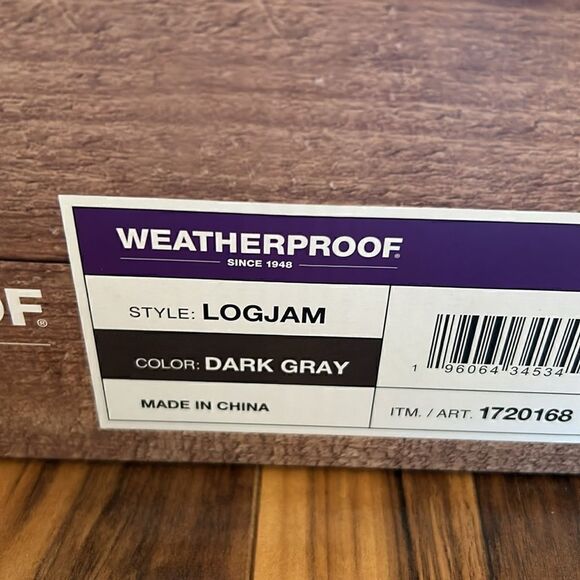 WEATHERPROOF®
SINCE 1948
OF®
STYLE: LOGJAM
COLOR: DARK GRAY
MADE IN CHINA
1 96064 34534
ITM. / ART. 1720168